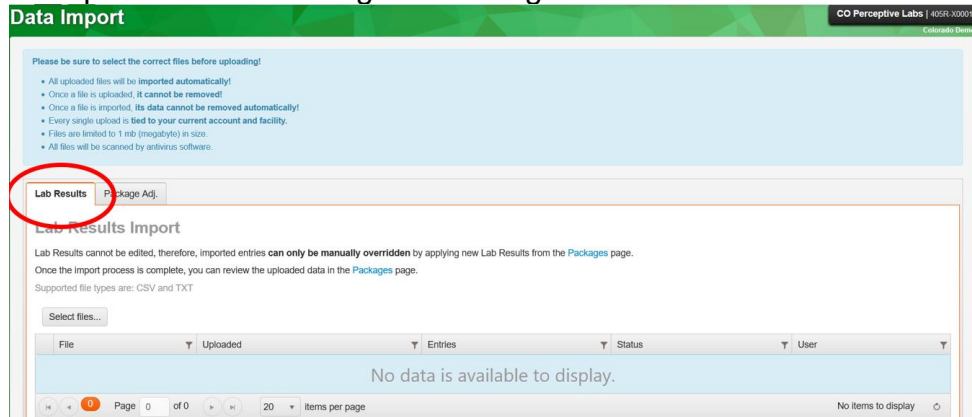 Data Import
CO Perceptive Labs | 405R-X0001
Colorado Demo
Please be sure to select the correct files before uploading!
• All uploaded files will be imported automatically!
• Once a file is uploaded, it cannot be removed!
• Once a file is imported, its data cannot be removed automatically!
• Every single upload is tied to your current account and facility.
• Files are limited to 1 mb (megabyte) in size.
• All files will be scanned by antivirus software.
Lab Results
Package Adj.
Lab Results Import
Lab Results cannot be edited, therefore, imported entries can only be manually overridden by applying new Lab Results from the Packages page.
Once the import process is complete, you can review the uploaded data in the Packages page.
Supported file types are: CSV and TXT
Select files...
File Uploaded Entries Status User
No data is available to display.
0 Page 0 of 0 20 items per page No items to display